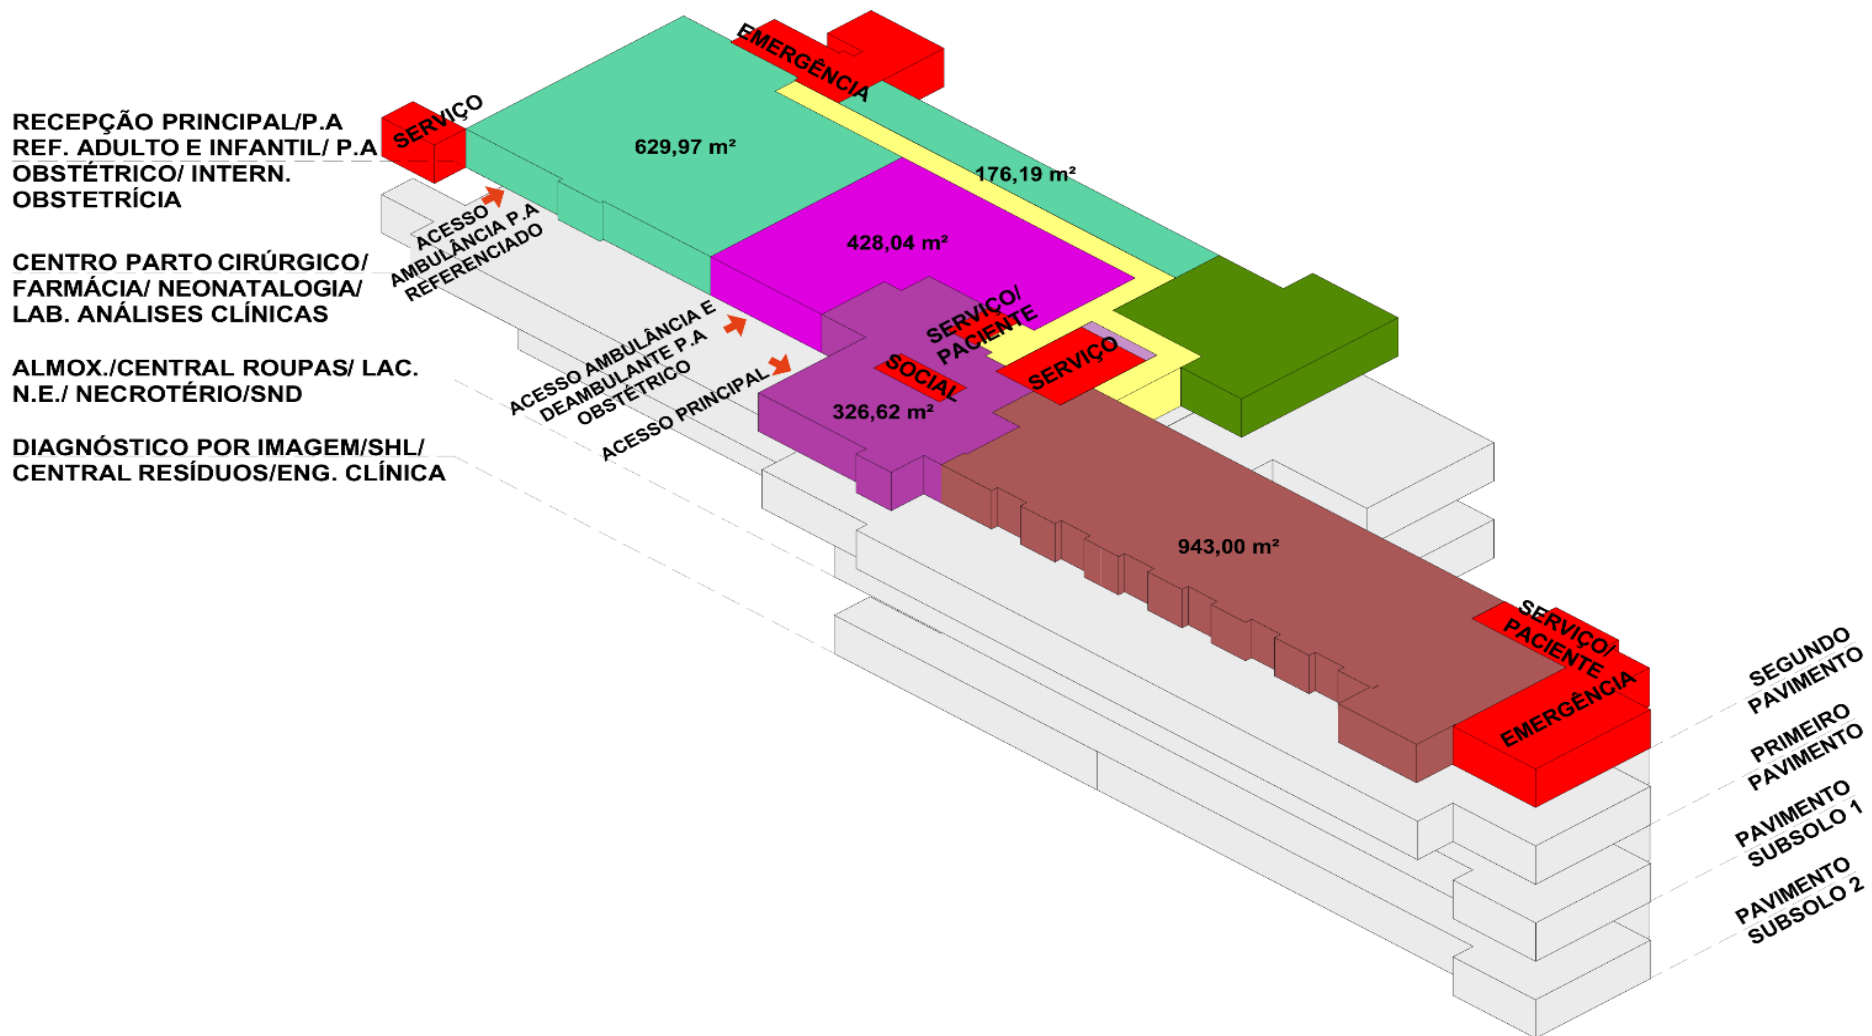 RECEPÇÃO PRINCIPAL/P.A
REF. ADULTO E INFANTIL/ P.A
OBSTÉTRICO/ INTERN.
OBSTETRÍCIA
CENTRO PARTO CIRÚRGICO/
FARMÁCIA/ NEONATALOGIA/
LAB. ANÁLISES CLÍNICAS
ALMOX./CENTRAL ROUPAS/ LAC.
N.E./ NECROTÉRIO/SND
DIAGNÓSTICO POR IMAGEM/SHL/
CENTRAL RESÍDUOS/ENG. CLÍNICA
SERVIÇO
EMERGÊNCIA
629,97 m²
176,19 m²
428,04 m²
ACESSO
AMBULÂNCIA P.A
REFERENCIADO
ACESSO AMBULÂNCIA E
DEAMBULANTE P.A
OBSTÉTRICO
ACESSO PRINCIPAL
SERVIÇO/
PACIENTE
SOCIAL
SERVIÇO
326,62 m²
943,00 m²
SERVIÇO/
PACIENTE
EMERGÊNCIA
SEGUNDO
PAVIMENTO
PRIMEIRO
PAVIMENTO
PAVIMENTO
SUBSOLO 1
PAVIMENTO
SUBSOLO 2